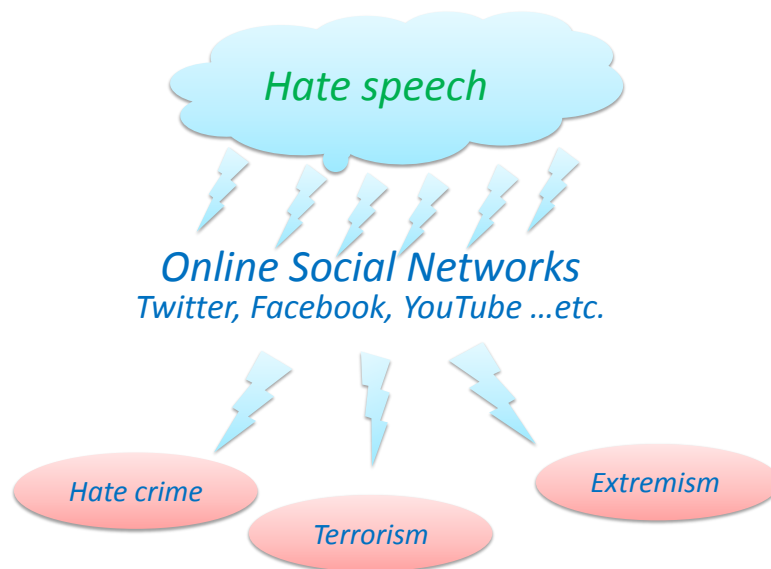 Hate speech
Online Social Networks
Twitter, Facebook, YouTube ...etc.
Hate crime
Terrorism
Extremism